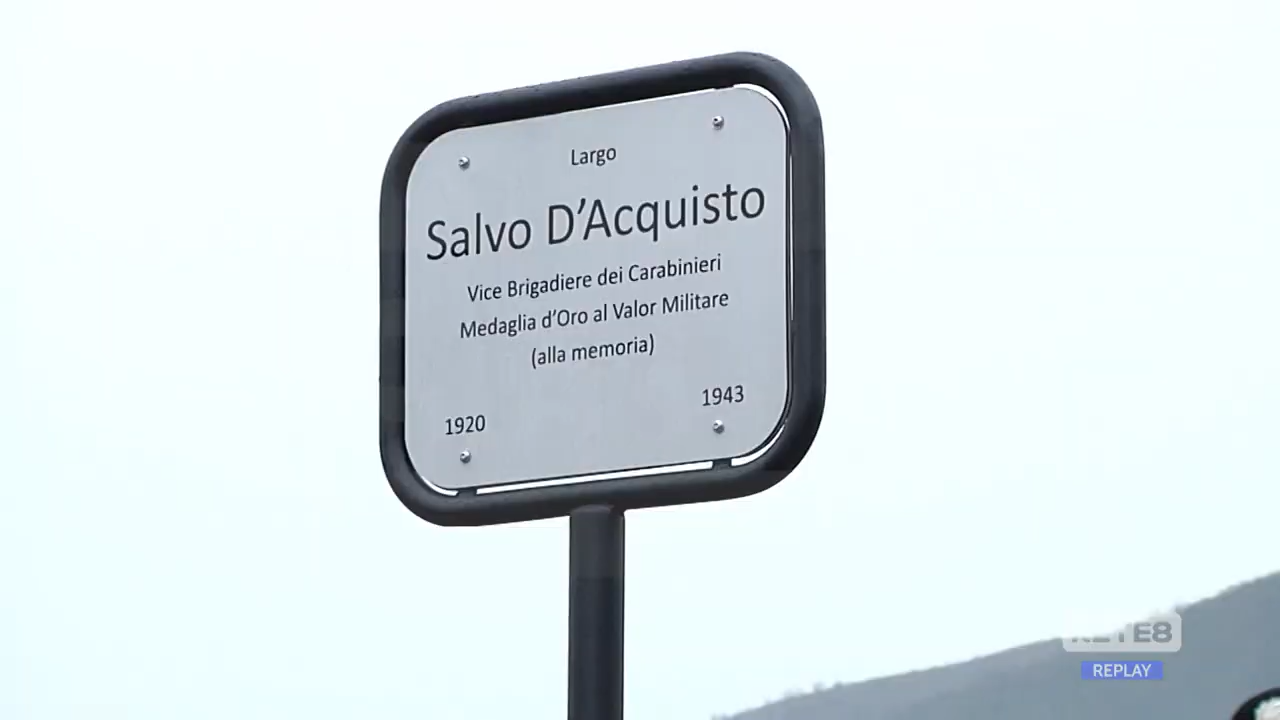 Largo
Salvo D'Acquisto
Vice Brigadiere dei Carabinieri
Medaglia d'Oro al Valor Militare
(alla memoria)
1920
1943
RETE8
REPLAY